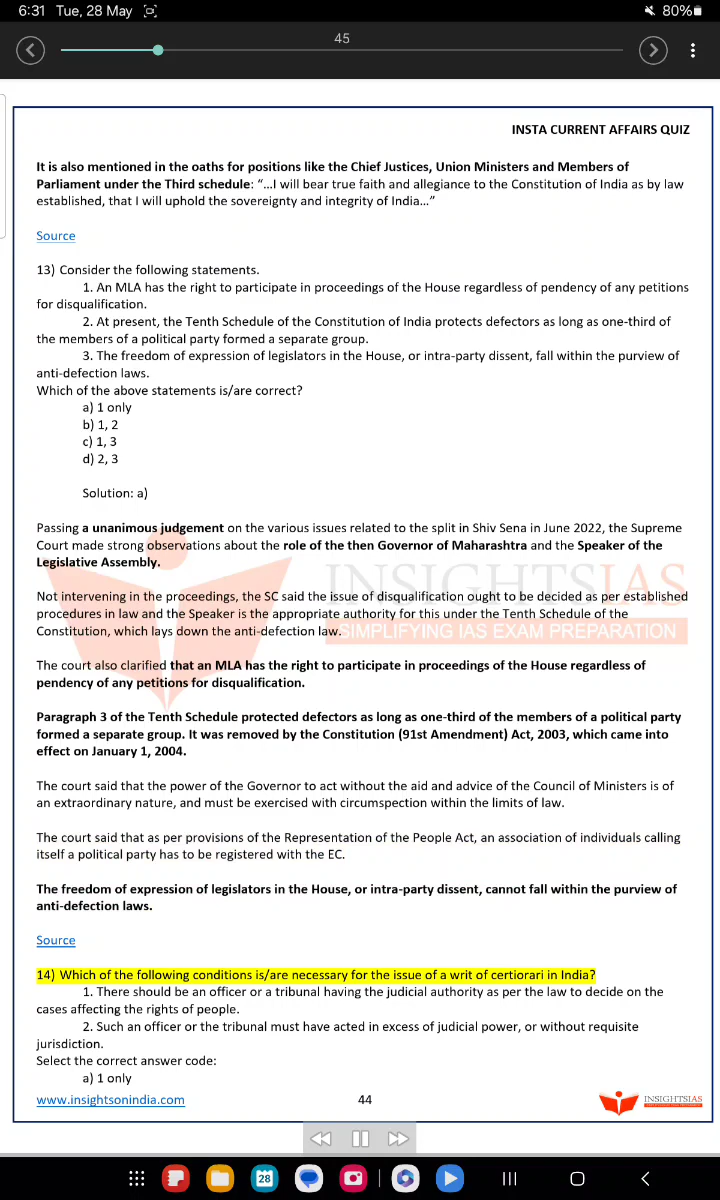 6:31 Tue, 28 May
80%
45
INSTA CURRENT AFFAIRS QUIZ
It is also mentioned in the oaths for positions like the Chief Justices, Union Ministers and Members of
Parliament under the Third schedule: “…I will bear true faith and allegiance to the Constitution of India as by law
established, that I will uphold the sovereignty and integrity of India…”
Source
13) Consider the following statements.
1. An MLA has the right to participate in proceedings of the House regardless of pendency of any petitions
for disqualification.
2. At present, the Tenth Schedule of the Constitution of India protects defectors as long as one-third of
the members of a political party formed a separate group.
3. The freedom of expression of legislators in the House, or intra-party dissent, fall within the purview of
anti-defection laws.
Which of the above statements is/are correct?
a) 1 only
b) 1, 2
c) 1, 3
d) 2, 3
Solution: a)
Passing a unanimous judgement on the various issues related to the split in Shiv Sena in June 2022, the Supreme
Court made strong observations about the role of the then Governor of Maharashtra and the Speaker of the
Legislative Assembly.
INSIGHTSIAS
Not intervening in the proceedings, the SC said the issue of disqualification ought to be decided as per established
procedures in law and the Speaker is the appropriate authority for this under the Tenth Schedule of the
Constitution, which lays down the anti-defection law.
SIMPLIFYING IAS EXAM PREPARATION
The court also clarified that an MLA has the right to participate in proceedings of the House regardless of
pendency of any petitions for disqualification.
Paragraph 3 of the Tenth Schedule protected defectors as long as one-third of the members of a political party
formed a separate group. It was removed by the Constitution (91st Amendment) Act, 2003, which came into
effect on January 1, 2004.
The court said that the power of the Governor to act without the aid and advice of the Council of Ministers is of
an extraordinary nature, and must be exercised with circumspection within the limits of law.
The court said that as per provisions of the Representation of the People Act, an association of individuals calling
itself a political party has to be registered with the EC.
The freedom of expression of legislators in the House, or intra-party dissent, cannot fall within the purview of
anti-defection laws.
Source
14) Which of the following conditions is/are necessary for the issue of a writ of certiorari in India?
1. There should be an officer or a tribunal having the judicial authority as per the law to decide on the
cases affecting the rights of people.
2. Such an officer or the tribunal must have acted in excess of judicial power, or without requisite
jurisdiction.
Select the correct answer code:
a) 1 only
www.insightsonindia.com
44
INSIGHTSIAS
28